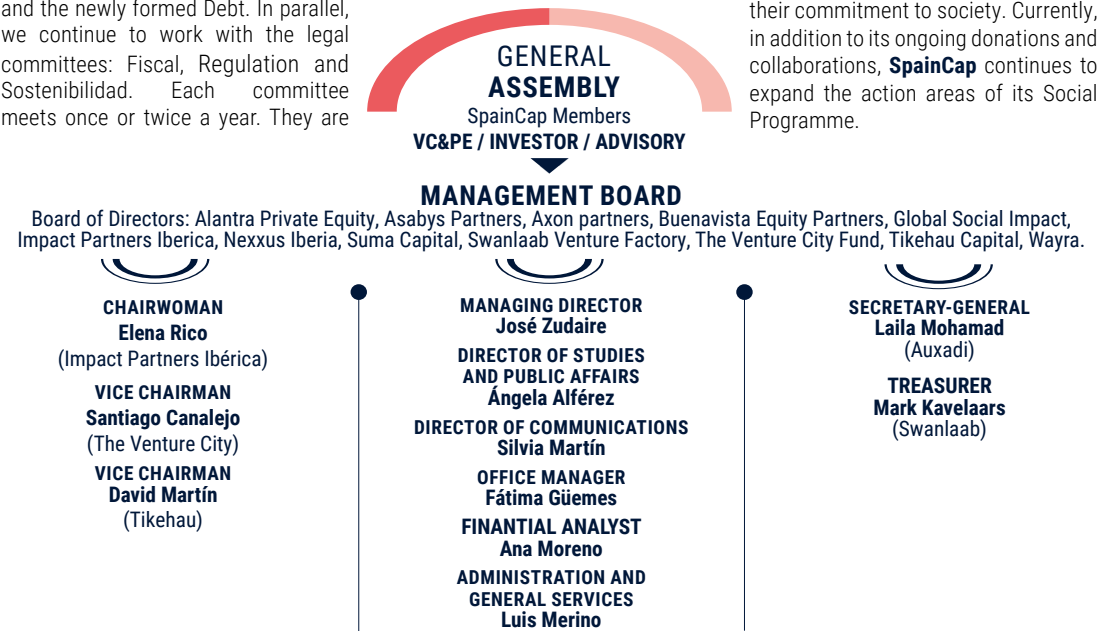 and the newly formed Debt. In parallel,
we continue to work with the legal
committees: Fiscal, Regulation and
Sostenibilidad. Each committee
meets once or twice a year. They are
GENERAL
ASSEMBLY
SpainCap Members
VC&PE / INVESTOR / ADVISORY
their commitment to society. Currently,
in addition to its ongoing donations and
collaborations, SpainCap continues to
expand the action areas of its Social
Programme.
MANAGEMENT BOARD
Board of Directors: Alantra Private Equity, Asabys Partners, Axon partners, Buenavista Equity Partners, Global Social Impact,
Impact Partners Iberica, Nexxus Iberia, Suma Capital, Swanlaab Venture Factory, The Venture City Fund, Tikehau Capital, Wayra.
CHAIRWOMAN
Elena Rico
(Impact Partners Ibérica)
VICE CHAIRMAN
Santiago Canalejo
(The Venture City)
VICE CHAIRMAN
David Martín
(Tikehau)
MANAGING DIRECTOR
José Zudaire
DIRECTOR OF STUDIES
AND PUBLIC AFFAIRS
Ángela Alférez
DIRECTOR OF COMMUNICATIONS
Silvia Martín
OFFICE MANAGER
Fátima Güemes
FINANTIAL ANALYST
Ana Moreno
ADMINISTRATION AND
GENERAL SERVICES
Luis Merino
SECRETARY-GENERAL
Laila Mohamad
(Auxadi)
TREASURER
Mark Kavelaars
(Swanlaab)